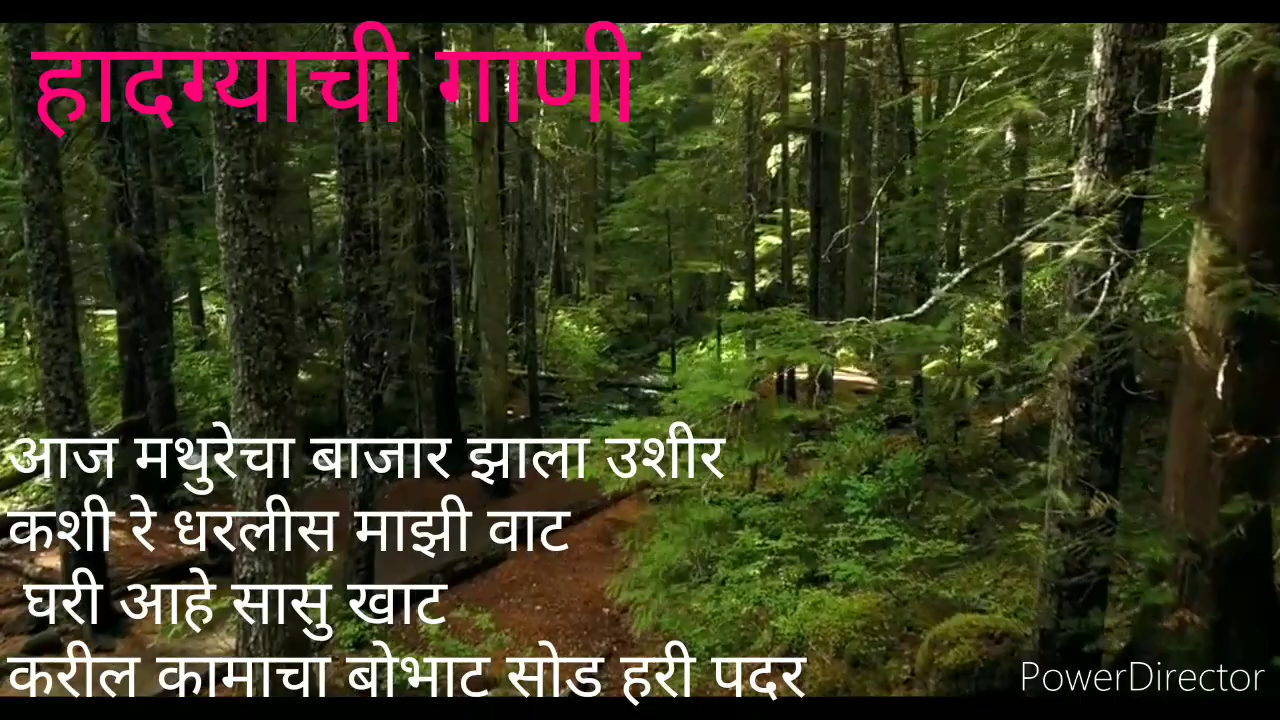 हादग्याची गाणी
आज मथुरेचा बाजार झाला उशीर
कशी रे धरलीस माझी वाट
घरी आहे सासु खाट
करील कामाचा बोभाट सोड हरी पदर
PowerDirector